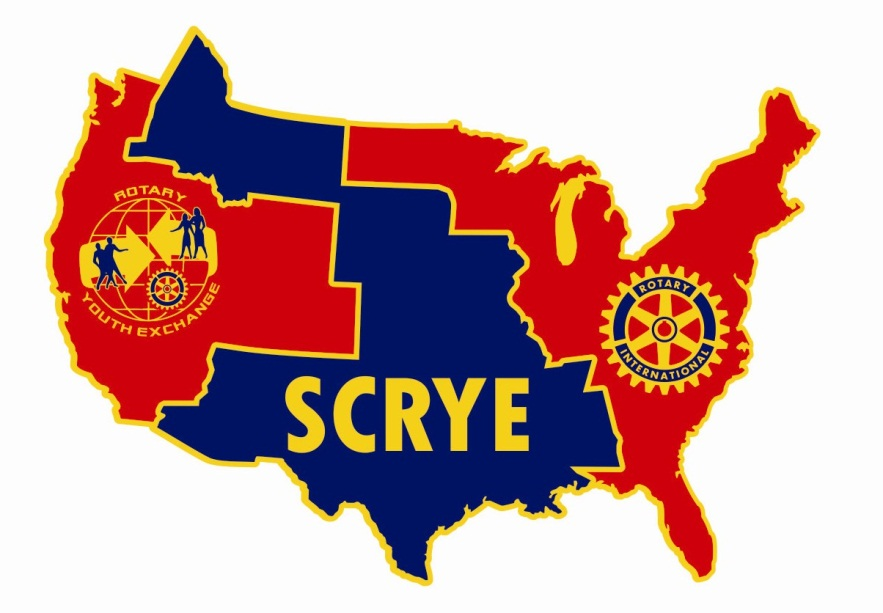 ROTARY
YOUTH EXCHANGE
ROTARY
INTERNATIONAL
SCRYE